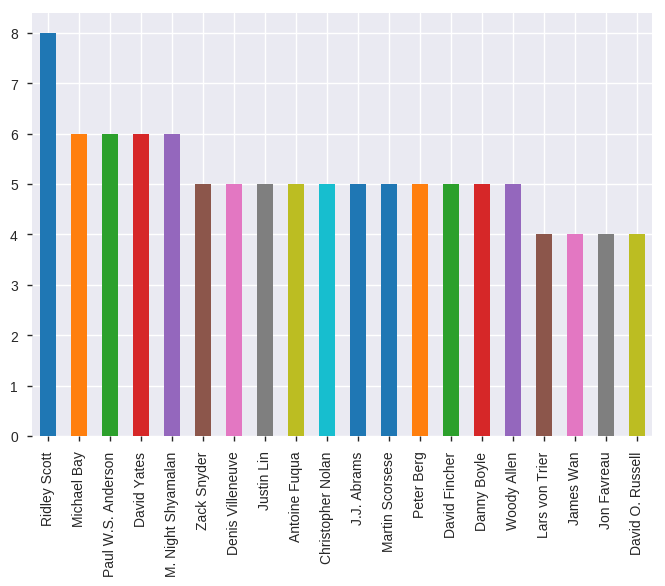 8
7
6
5
4
3
2
1
0
Ridley Scott
Michael Bay
Paul W.S. Anderson
David Yates
M. Night Shyamalan
Zack Snyder
Denis Villeneuve
Justin Lin
Antoine Fuqua
Christopher Nolan
J.J. Abrams
Martin Scorsese
Peter Berg
David Fincher
Danny Boyle
Woody Allen
Lars von Trier
James Wan
Jon Favreau
David O. Russell